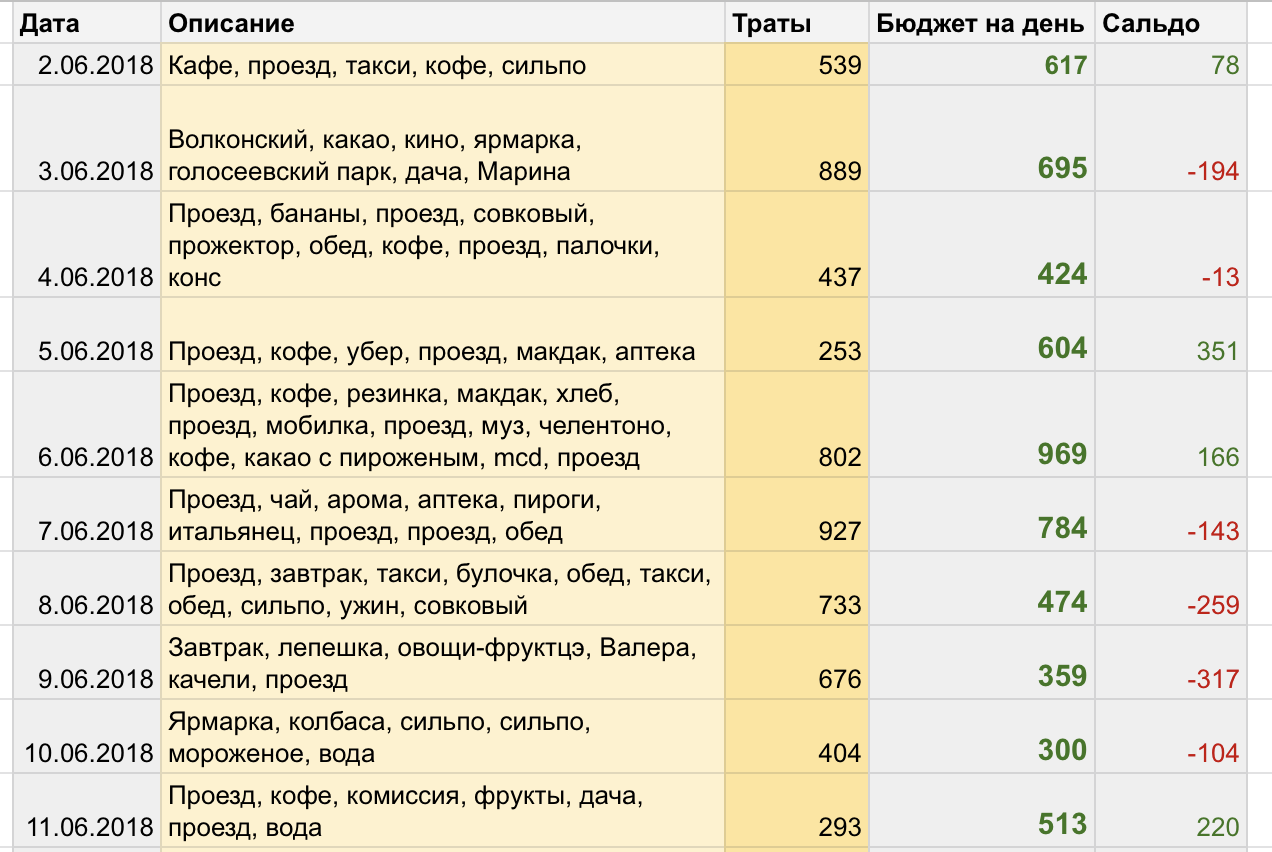 Дата Описание Траты Бюджет на день Сальдо
2.06.2018 Кафе, проезд, такси, кофе, сильпо 539 617 78
Волконский, какао, кино, ярмарка,
3.06.2018 голосеевский парк, дача, Марина 889 695 -194
Проезд, бананы, проезд, совковый,
прожектор, обед, кофе, проезд, палочки,
4.06.2018 конс 437 424 -13
5.06.2018 Проезд, кофе, убер, проезд, макдак, аптека 253 604 351
Проезд, кофе, резинка, макдак, хлеб,
проезд, мобилка, проезд, муз, челентоно,
6.06.2018 кофе, какао с пироженым, mcd, проезд 802 969 166
Проезд, чай, арома, аптека, пироги,
7.06.2018 итальянец, проезд, проезд, обед 927 784 -143
Проезд, завтрак, такси, булочка, обед, такси,
8.06.2018 обед, сильпо, ужин, совковый 733 474 -259
Завтрак, лепешка, овощи-фруктцэ, Валера,
9.06.2018 качели, проезд 676 359 -317
Ярмарка, колбаса, сильпо, сильпо,
10.06.2018 мороженое, вода 404 300 -104
Проезд, кофе, комиссия, фрукты, дача,
11.06.2018 проезд, вода 293 513 220